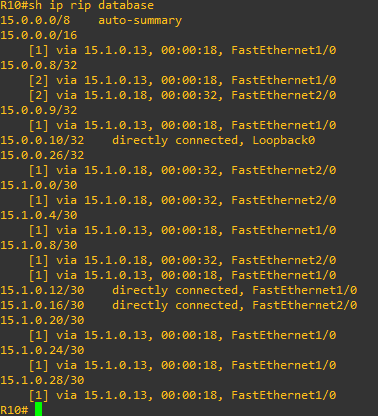 R10#sh ip rip database
15.0.0.0/8    auto-summary
15.0.0.0/16
    [1] via 15.1.0.13, 00:00:18, FastEthernet1/0
15.0.0.8/32
    [2] via 15.1.0.13, 00:00:18, FastEthernet1/0
    [2] via 15.1.0.18, 00:00:32, FastEthernet2/0
15.0.0.9/32
    [1] via 15.1.0.13, 00:00:18, FastEthernet1/0
15.0.0.10/32    directly connected, Loopback0
15.0.0.26/32
    [1] via 15.1.0.18, 00:00:32, FastEthernet2/0
15.1.0.0/30
    [1] via 15.1.0.18, 00:00:32, FastEthernet2/0
15.1.0.4/30
    [1] via 15.1.0.13, 00:00:18, FastEthernet1/0
15.1.0.8/30
    [1] via 15.1.0.18, 00:00:32, FastEthernet2/0
    [1] via 15.1.0.13, 00:00:18, FastEthernet1/0
15.1.0.12/30    directly connected, FastEthernet1/0
15.1.0.16/30    directly connected, FastEthernet2/0
15.1.0.20/30
    [1] via 15.1.0.13, 00:00:18, FastEthernet1/0
15.1.0.24/30
    [1] via 15.1.0.13, 00:00:18, FastEthernet1/0
15.1.0.28/30
    [1] via 15.1.0.13, 00:00:18, FastEthernet1/0
R10#